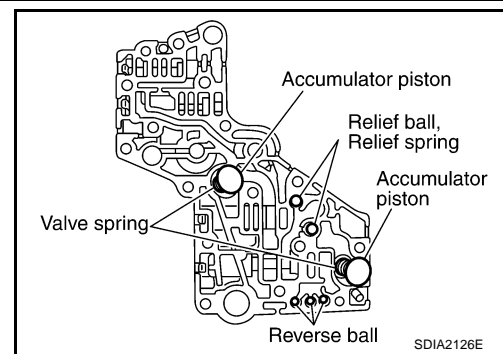 Accumulator piston
Relief ball,
Relief spring
Accumulator
piston
Valve spring
Reverse ball
SDIA2126E